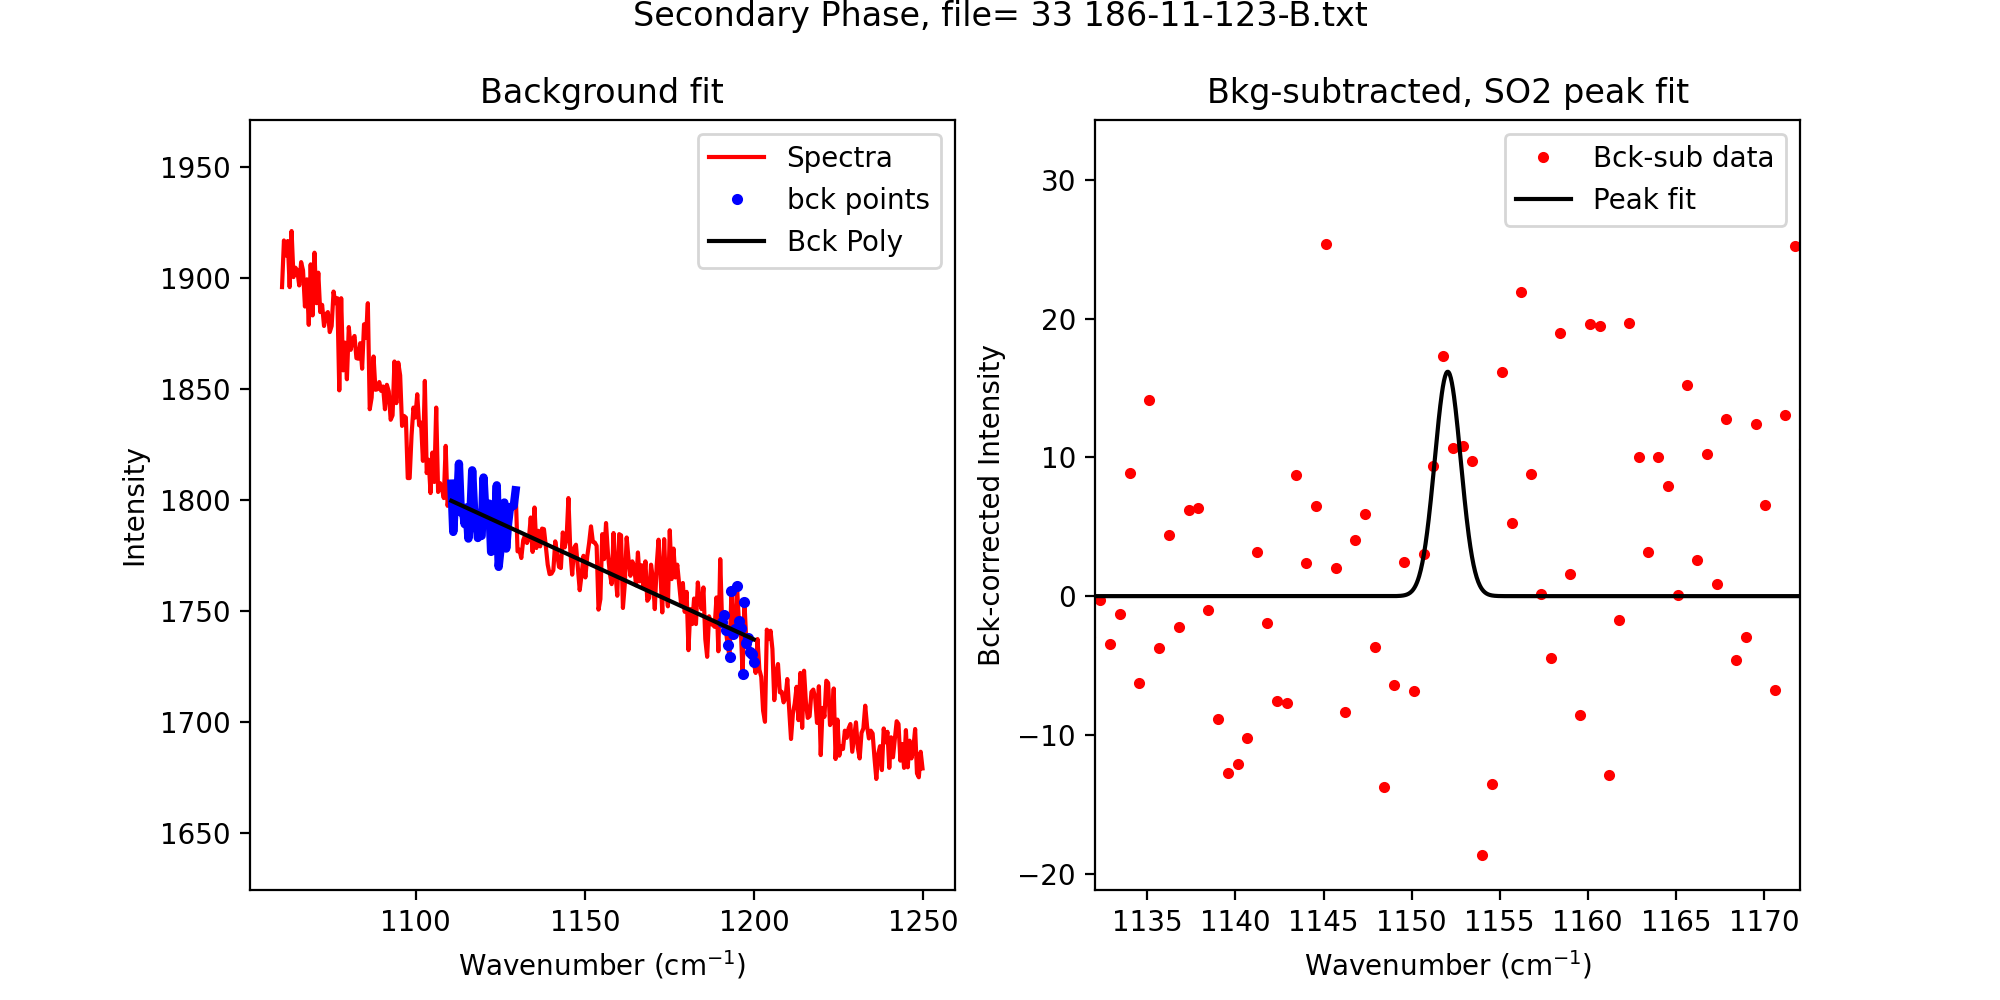 Secondary Phase, file= 33 186-11-123-B.txt
Background fit
Intensity
1950
1900
1850
1800
1750
1700
1650
1100
1150
1200
1250
Wavenumber (cm⁻¹)
Spectra
bck points
Bck Poly
Bkg-subtracted, SO2 peak fit
Bck-corrected Intensity
30
20
10
0
−10
−20
1135
1140
1145
1150
1155
1160
1165
1170
Wavenumber (cm⁻¹)
Bck-sub data
Peak fit